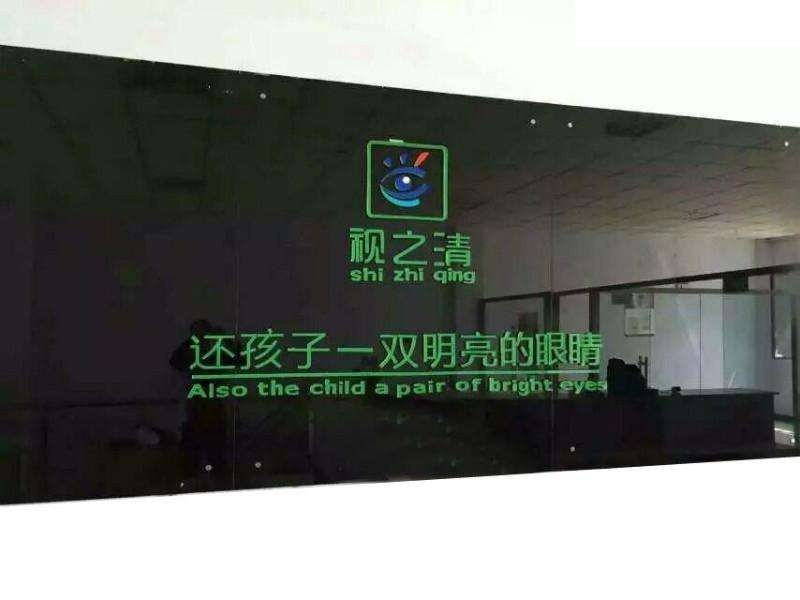 视之清
shi zhi qing
还孩子一双明亮的眼睛
Also the child a pair of bright eyes